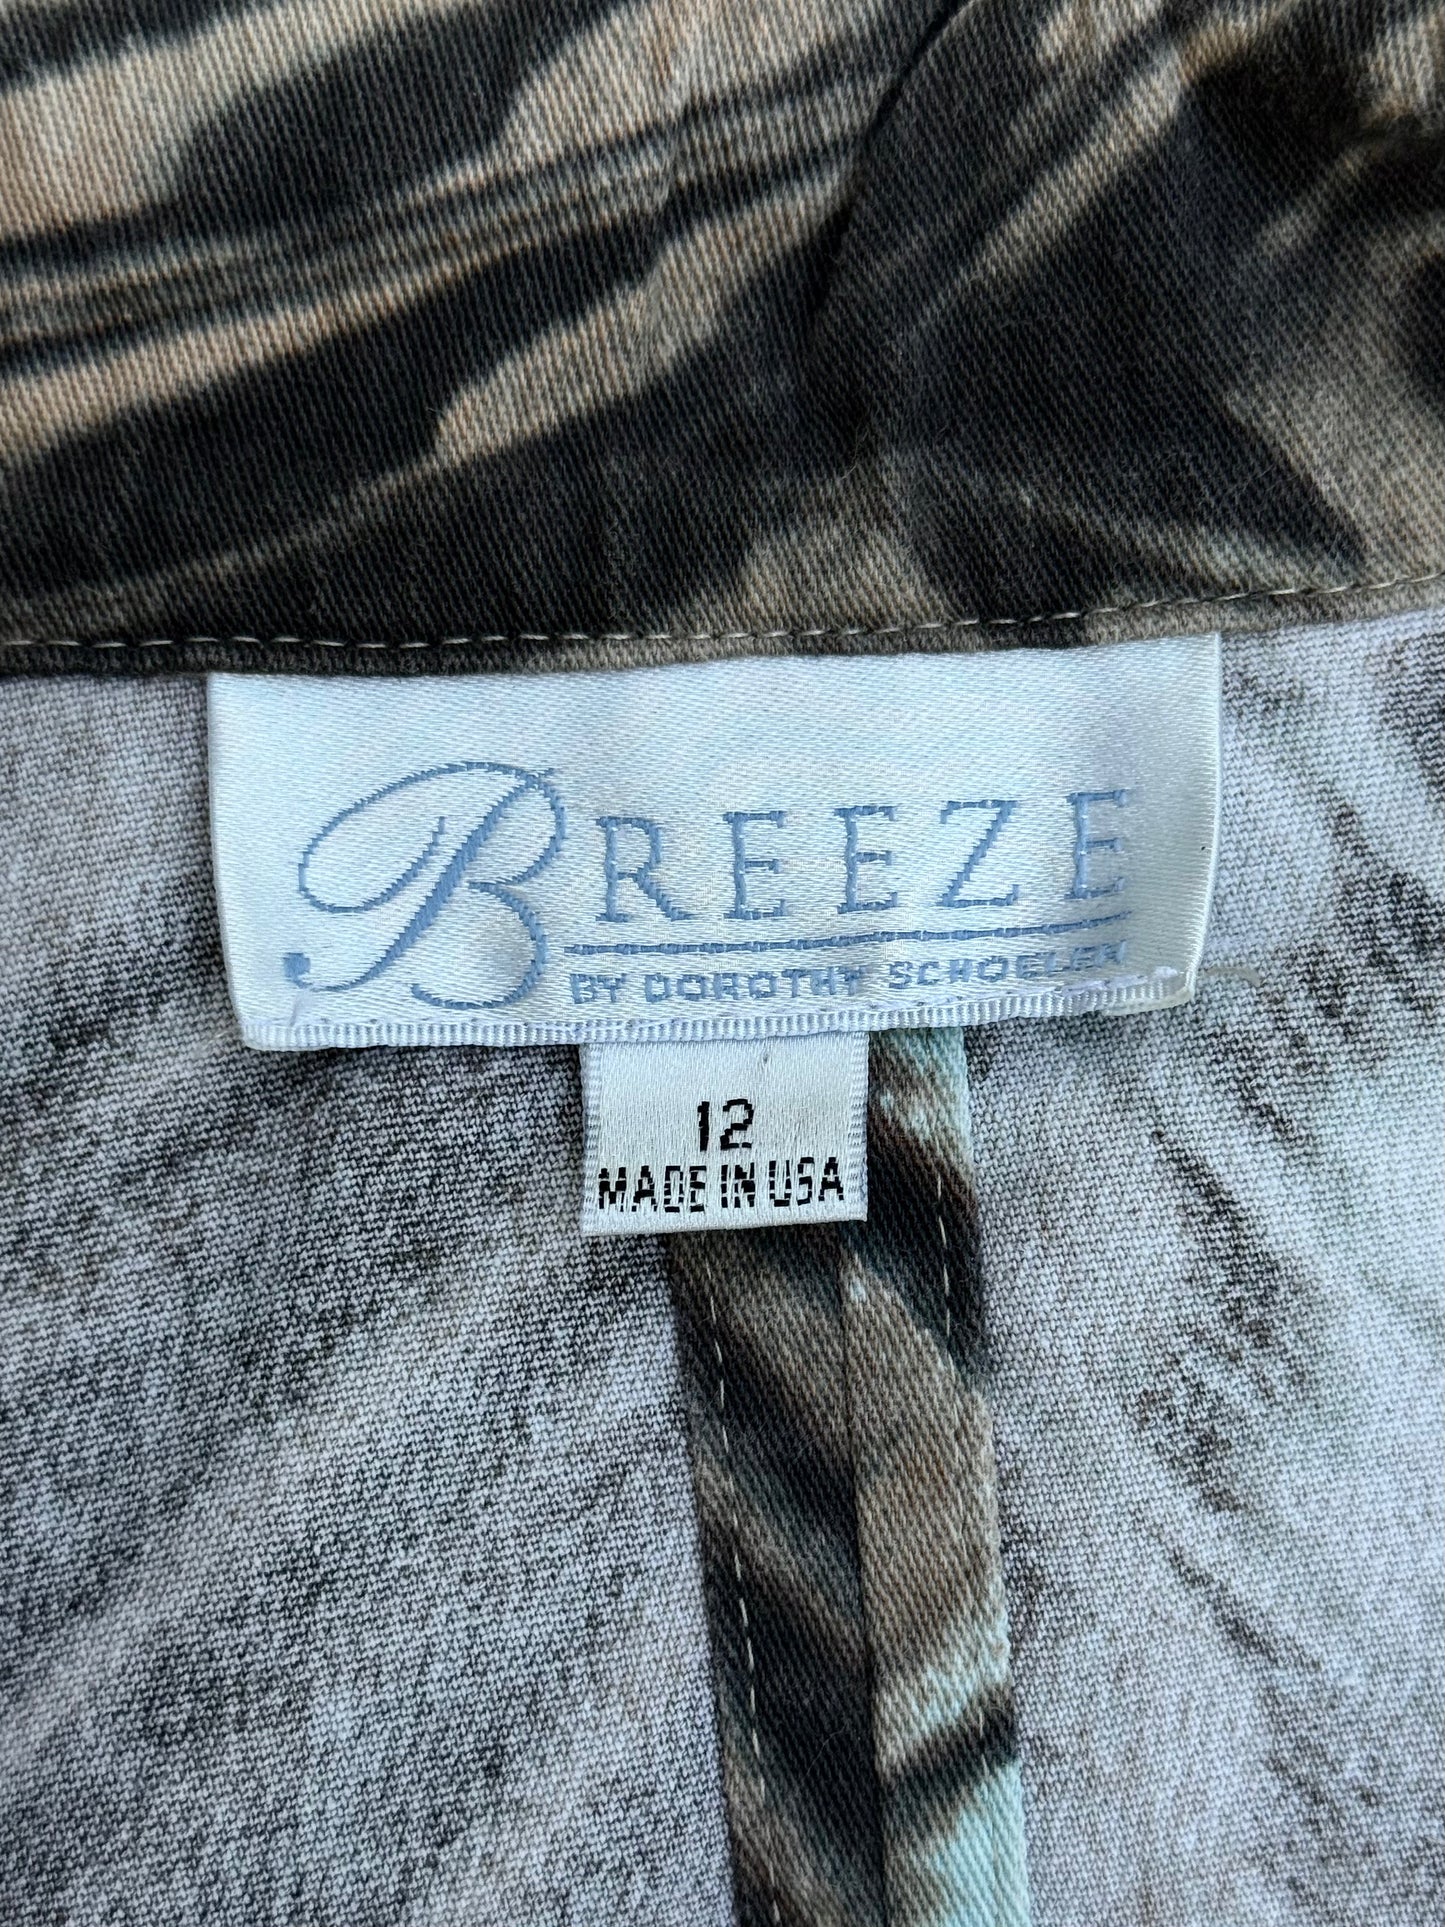 BREEZE
BY DOROTHY SCHOELEN
12
MADE IN USA